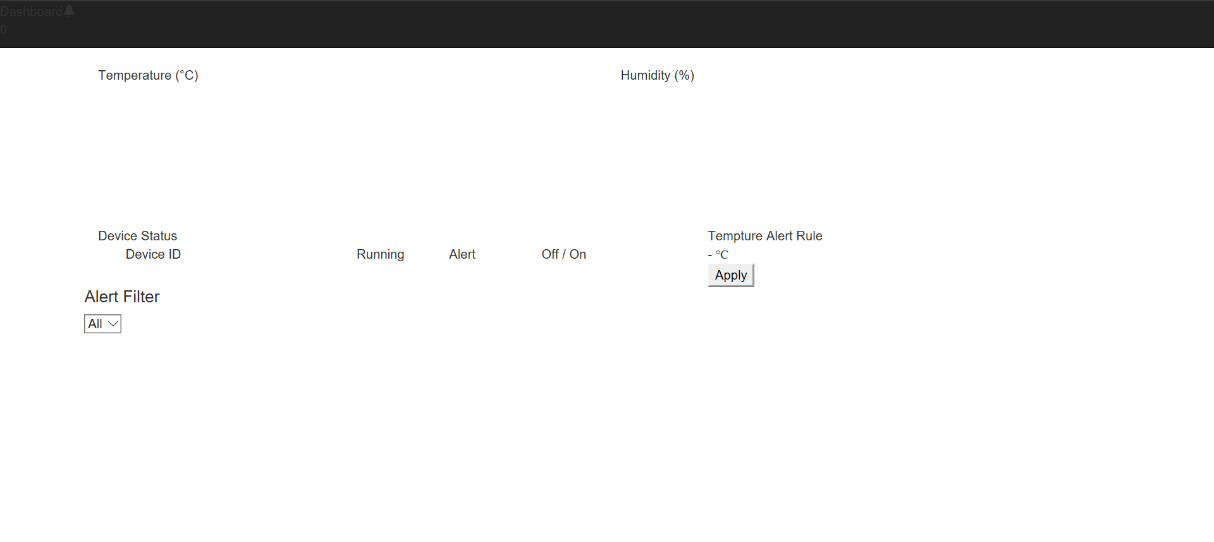 Dashboard
0
Temperature (°C)
Humidity (%)
Device Status
Device ID Running Alert Off / On
Tempture Alert Rule
- °C
Apply
Alert Filter
All